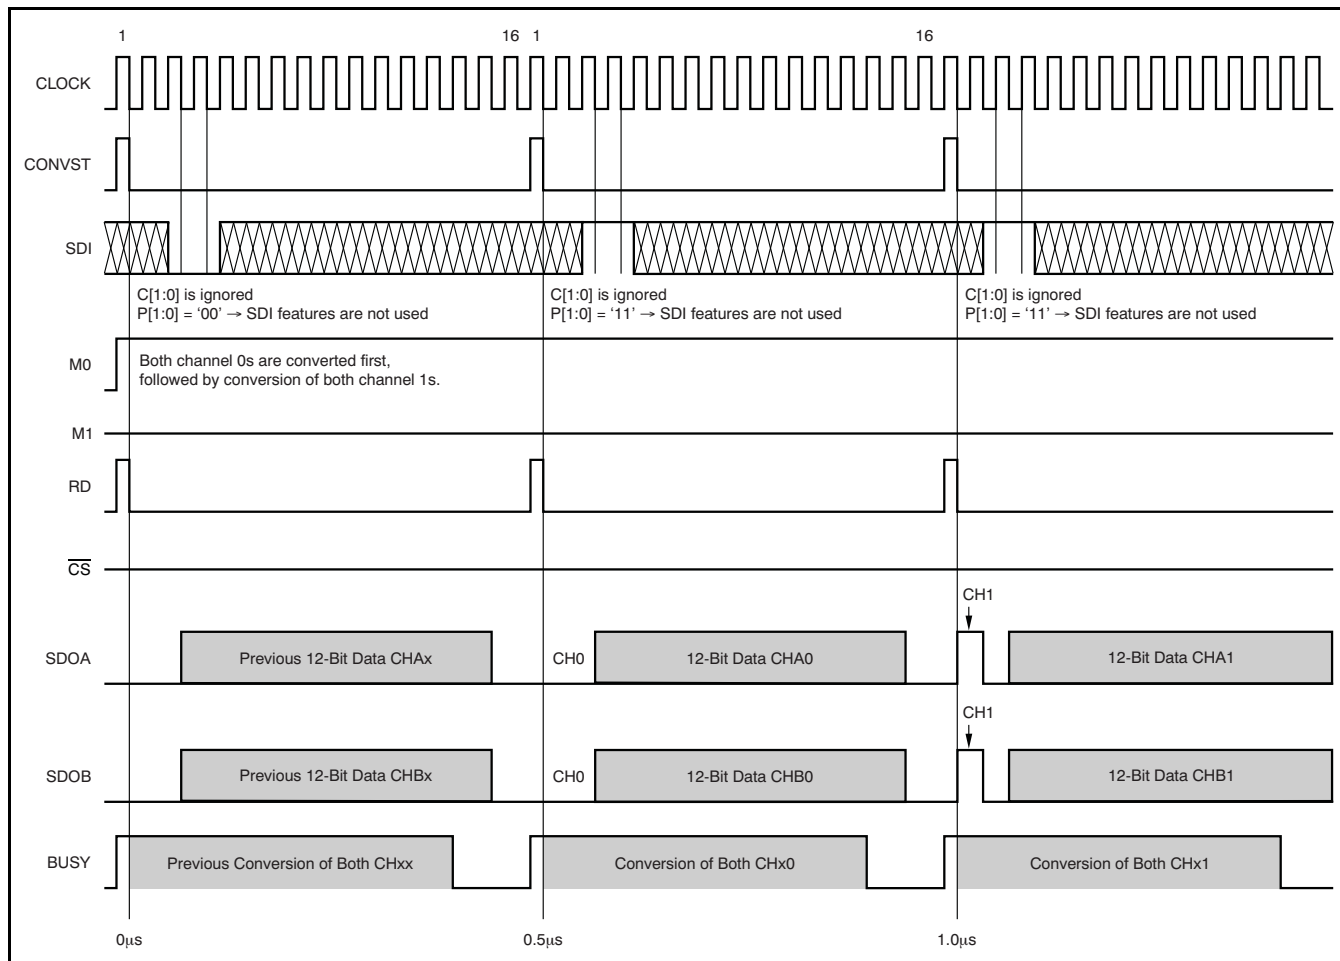 1 16 1 16
CLOCK
CONVST
SDI
C[1:0] is ignored
P[1:0] = ‘00’ → SDI features are not used
C[1:0] is ignored
P[1:0] = ‘11’ → SDI features are not used
C[1:0] is ignored
P[1:0] = ‘11’ → SDI features are not used
M0
Both channel 0s are converted first,
followed by conversion of both channel 1s.
M1
RD
CS
CH1
SDOA
Previous 12-Bit Data CHAx
CH0
12-Bit Data CHA0
12-Bit Data CHA1
CH1
SDOB
Previous 12-Bit Data CHBx
CH0
12-Bit Data CHB0
12-Bit Data CHB1
BUSY
Previous Conversion of Both CHxx
Conversion of Both CHx0
Conversion of Both CHx1
0μs
0.5μs
1.0μs